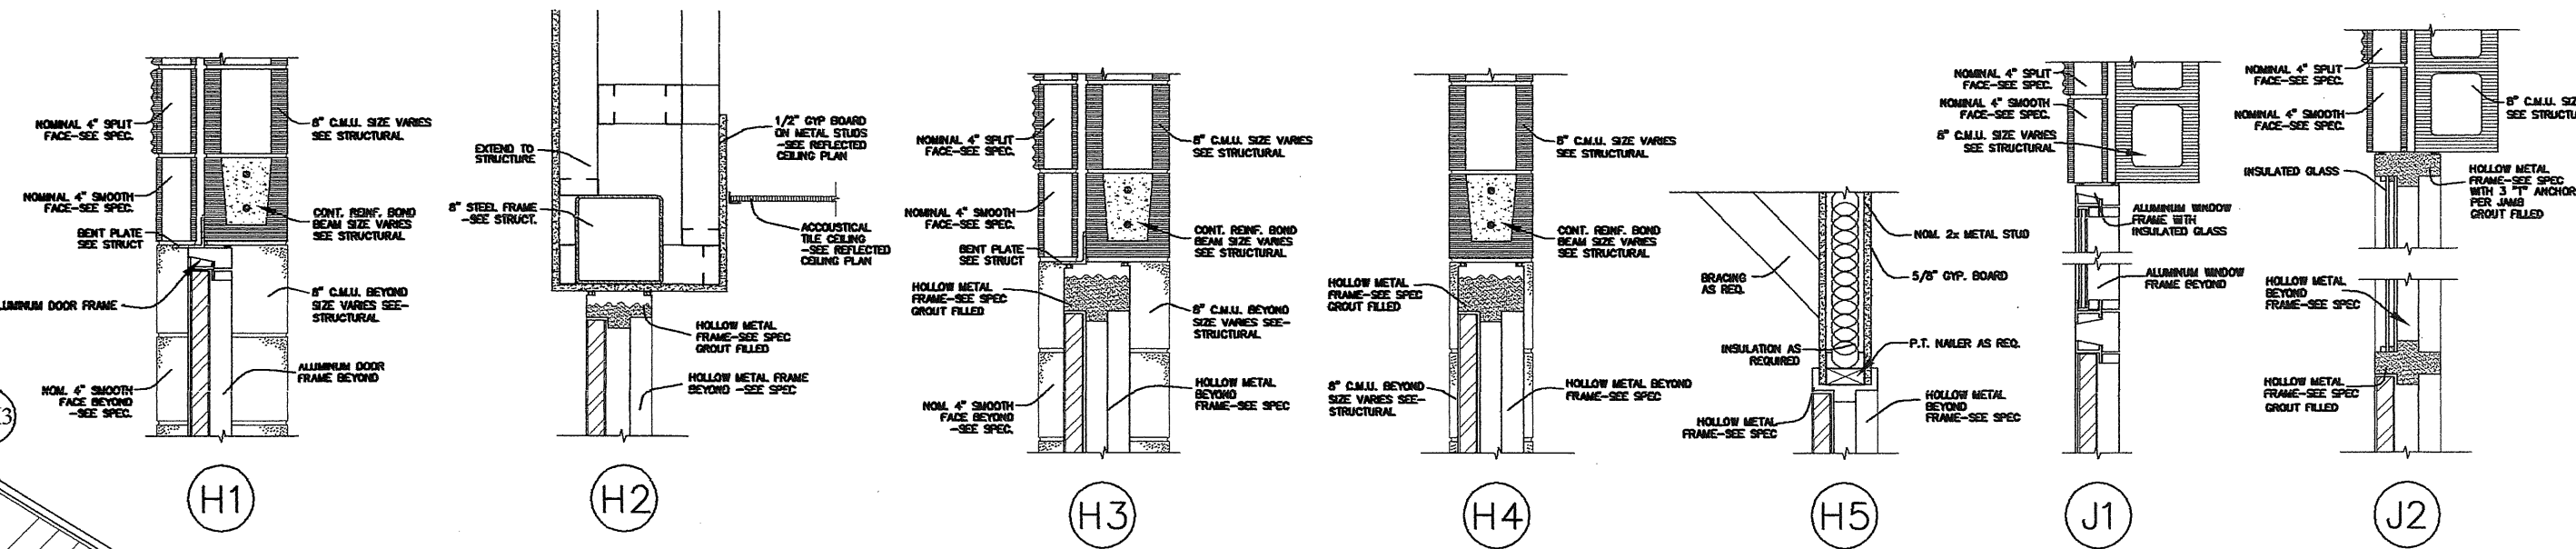 NOMINAL 4" SPLIT
FACE-SEE SPEC.
8" C.M.U. SIZE VARIES
SEE STRUCTURAL
NOMINAL 4" SMOOTH
FACE-SEE SPEC.
CONT. REINF. BOND
BEAM SIZE VARIES
SEE STRUCTURAL
BENT PLATE
SEE STRUCT
ALUMINUM DOOR FRAME
8" C.M.U. BEYOND
SIZE VARIES SEE-
STRUCTURAL
ALUMINUM DOOR
FRAME BEYOND
NOM. 4" SMOOTH
FACE BEYOND
-SEE SPEC.
H1
EXTEND TO
STRUCTURE
1/2" GYP BOARD
ON METAL STUDS
-SEE REFLECTED
CEILING PLAN
8" STEEL FRAME
-SEE STRUCT.
ACCOUSTICAL
TILE CEILING
-SEE REFLECTED
CEILING PLAN
HOLLOW METAL
FRAME-SEE SPEC
GROUT FILLED
HOLLOW METAL FRAME
BEYOND -SEE SPEC
H2
NOMINAL 4" SPLIT
FACE-SEE SPEC.
8" C.M.U. SIZE VARIES
SEE STRUCTURAL
NOMINAL 4" SMOOTH
FACE-SEE SPEC.
CONT. REINF. BOND
BEAM SIZE VARIES
SEE STRUCTURAL
BENT PLATE
SEE STRUCT
HOLLOW METAL
FRAME-SEE SPEC
GROUT FILLED
8" C.M.U. BEYOND
SIZE VARIES SEE-
STRUCTURAL
HOLLOW METAL
BEYOND
FRAME-SEE SPEC
NOM. 4" SMOOTH
FACE BEYOND
-SEE SPEC.
H3
8" C.M.U. SIZE VARIES
SEE STRUCTURAL
CONT. REINF. BOND
BEAM SIZE VARIES
SEE STRUCTURAL
HOLLOW METAL
FRAME-SEE SPEC
GROUT FILLED
8" C.M.U. BEYOND
SIZE VARIES SEE-
STRUCTURAL
HOLLOW METAL BEYOND
FRAME-SEE SPEC
H4
NOM. 2x METAL STUD
5/8" GYP. BOARD
BRACING
AS REQ.
INSULATION AS
REQUIRED
P.T. NAILER AS REQ.
HOLLOW METAL
FRAME-SEE SPEC
HOLLOW METAL
BEYOND
FRAME-SEE SPEC
H5
NOMINAL 4" SPLIT
FACE-SEE SPEC.
NOMINAL 4" SMOOTH
FACE-SEE SPEC.
8" C.M.U. SIZE VARIES
SEE STRUCTURAL
ALUMINUM WINDOW
FRAME WITH
INSULATED GLASS
ALUMINUM WINDOW
FRAME BEYOND
J1
NOMINAL 4" SPLIT
FACE-SEE SPEC.
NOMINAL 4" SMOOTH
FACE-SEE SPEC.
8" C.M.U.
SEE
INSULATED GLASS
HOLLOW METAL
FRAME-SEE SPEC
WITH 3 "T" ANCHOR
PER JAMB
GROUT FILLED
HOLLOW METAL
BEYOND
FRAME-SEE SPEC
HOLLOW METAL
FRAME-SEE SPEC
GROUT FILLED
J2